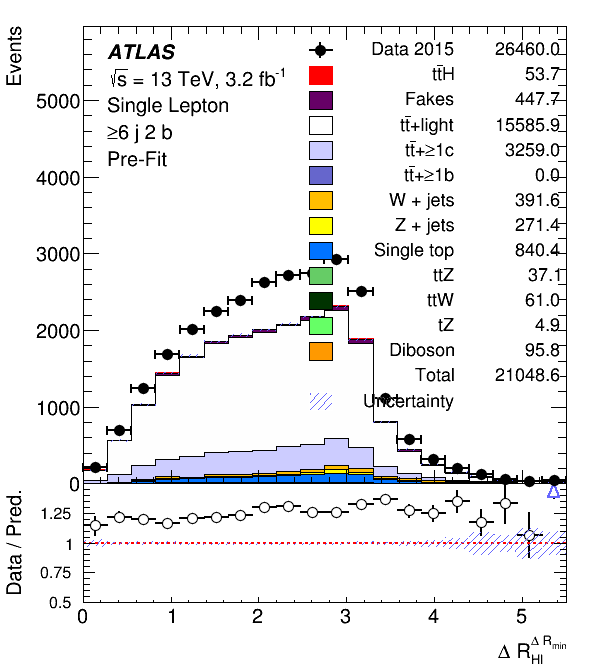 Events
ATLAS
√s = 13 TeV, 3.2 fb⁻¹
Single Lepton
≥6 j 2 b
Pre-Fit
Data 2015 26460.0
tt̄H 53.7
Fakes 447.7
tt̄+light 15585.9
tt̄+≥1c 3259.0
tt̄+≥1b 0.0
W + jets 391.6
Z + jets 271.4
Single top 840.4
ttZ 37.1
ttW 61.0
tZ 4.9
Diboson 95.8
Total 21048.6
Uncertainty
5000
4000
3000
2000
1000
0
Data / Pred.
1.25
1
0.75
0.5
0 1 2 3 4 5
Δ R_{HI}^{Δ R_{min}}